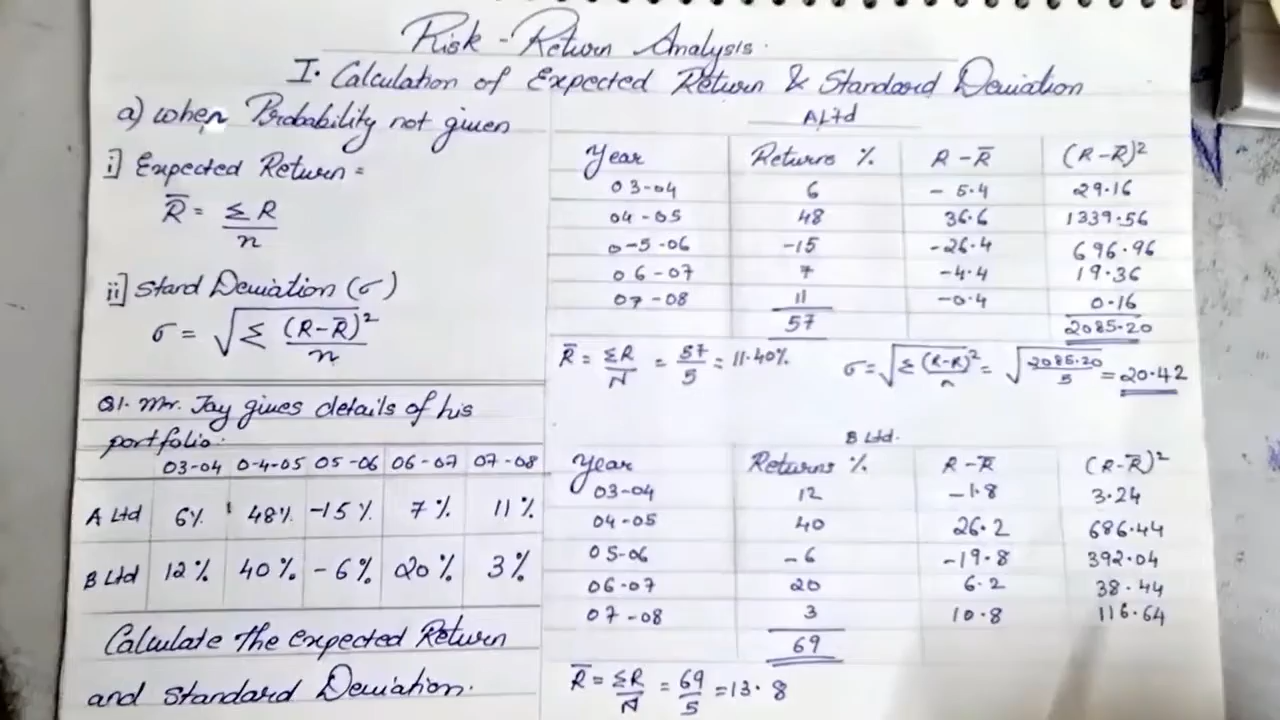 Risk - Return Analysis.
I. Calculation of Expected Return & Standard Deviation
a) when Probability not given
i] Expected Return =
R̅ = ΣR / n
ii] Stard Deviation (σ)
σ = √Σ (R-R̅)² / n
Q1. Mr. Jay gives details of his
portfolio.
03-04 0-4-05 05-06 06-07 07-08
A Ltd 6% 48% -15% 7% 11%
B Ltd 12% 40% -6% 20% 3%
Calculate the expected Return
and Standard Deviation.
A Ltd
Year Returns % R-R̅ (R-R̅)²
03-04 6 -5.4 29.16
04-05 48 36.6 1339.56
0-5-06 -15 -26.4 696.96
06-07 7 -4.4 19.36
07-08 11 -0.4 0.16
57 2085.20
R̅ = ΣR / N = 57 / 5 = 11.40% σ = √Σ (R-R)² / n = √2085.20 / 5 = 20.42
B Ltd.
Year Returns % R-R̅ (R-R̅)²
03-04 12 -1.8 3.24
04-05 40 26.2 686.44
05-06 -6 -19.8 392.04
06-07 20 6.2 38.44
07-08 3 10.8 116.64
69
R̅ = ΣR / N = 69 / 5 = 13.8